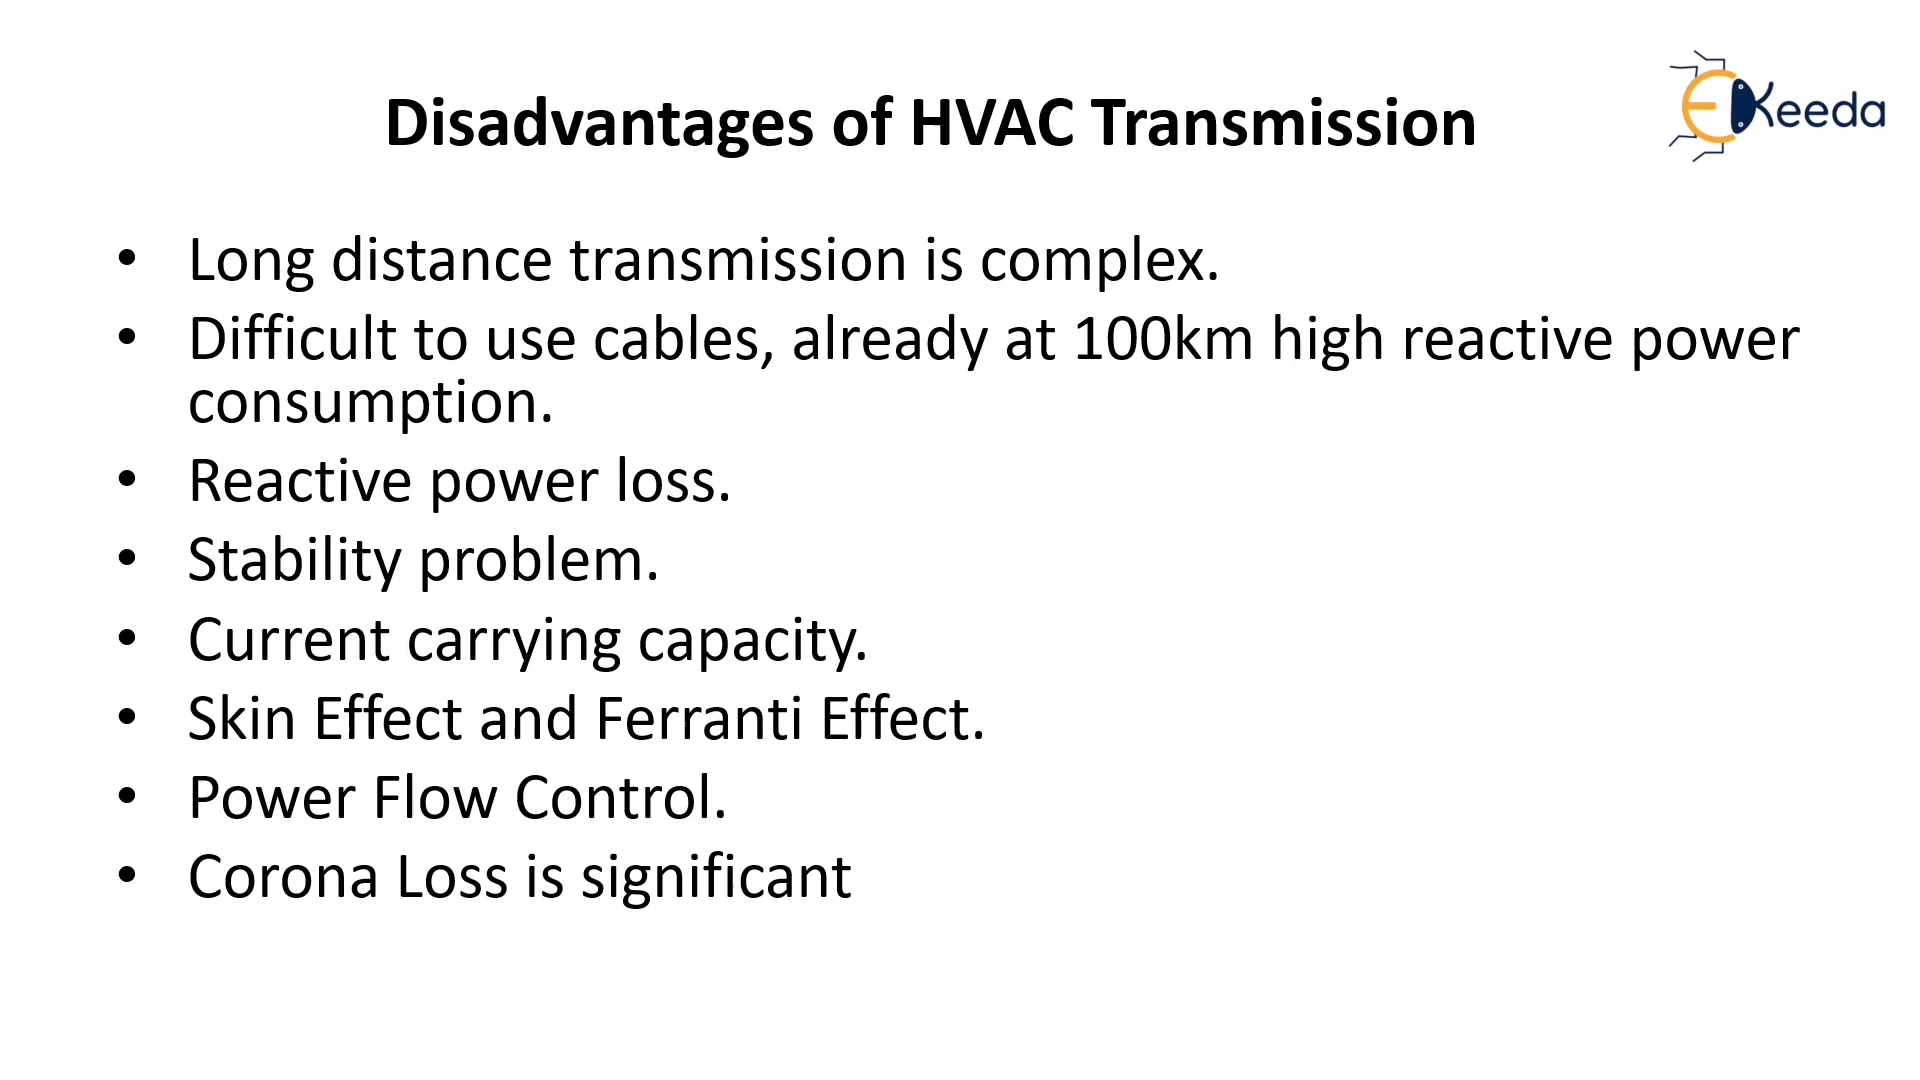 Disadvantages of HVAC Transmission
EKeeda
• Long distance transmission is complex.
• Difficult to use cables, already at 100km high reactive power
consumption.
• Reactive power loss.
• Stability problem.
• Current carrying capacity.
• Skin Effect and Ferranti Effect.
• Power Flow Control.
• Corona Loss is significant